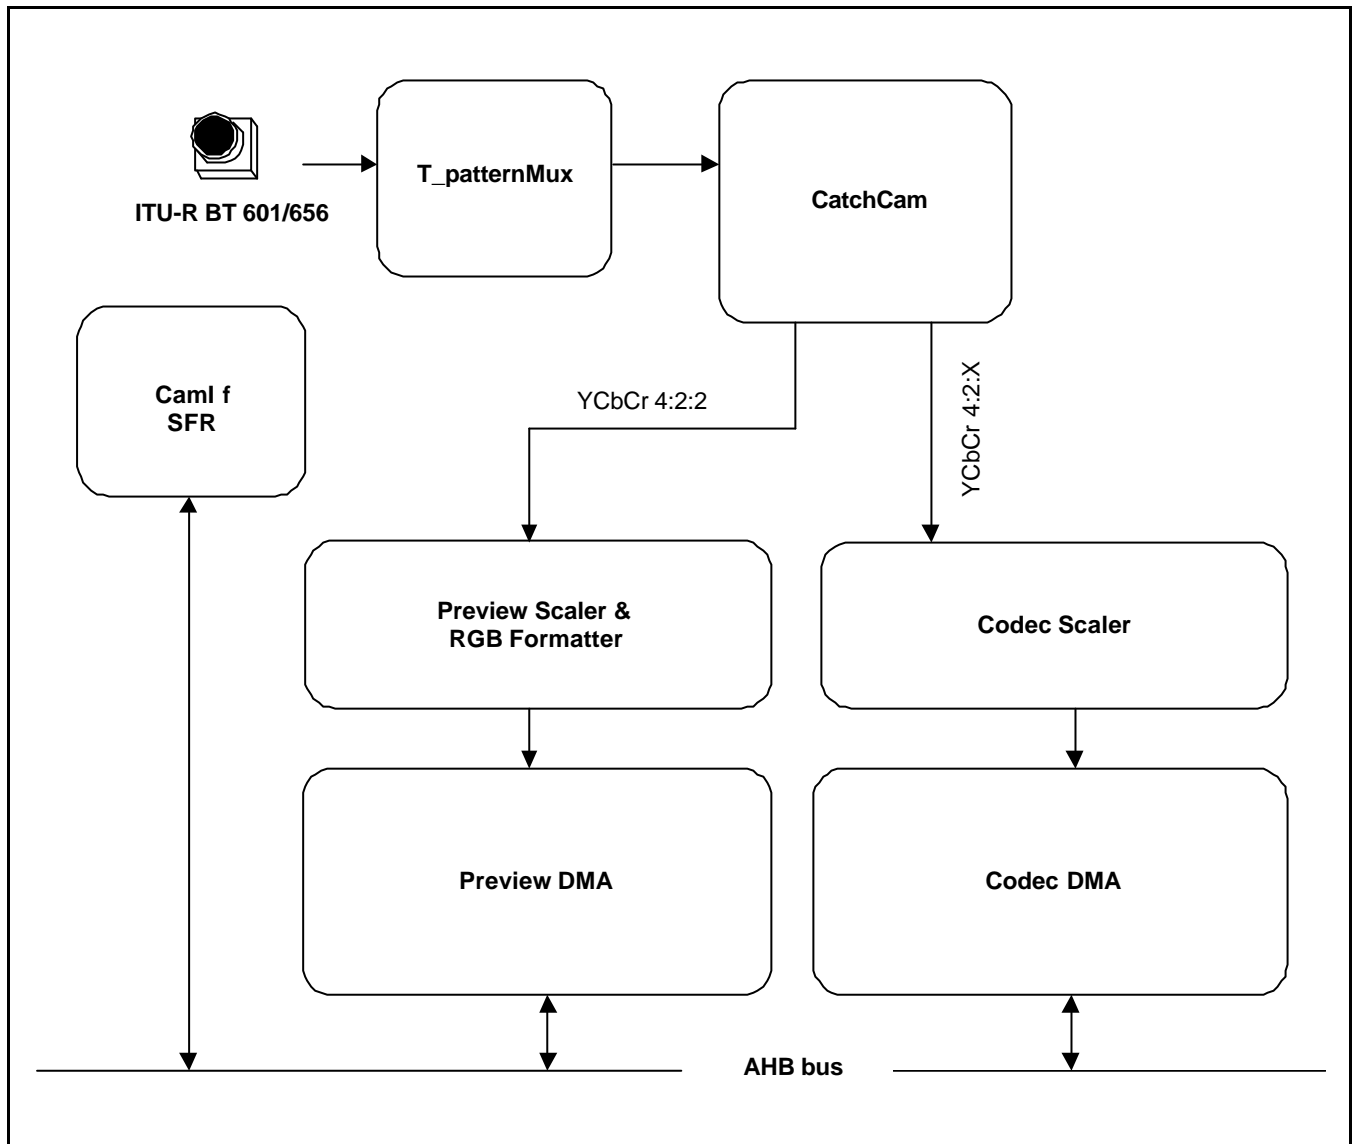 T_patternMux
CatchCam
ITU-R BT 601/656
CamI f
SFR
YCbCr 4:2:2
YCbCr 4:2:X
Preview Scaler &
RGB Formatter
Codec Scaler
Preview DMA
Codec DMA
AHB bus